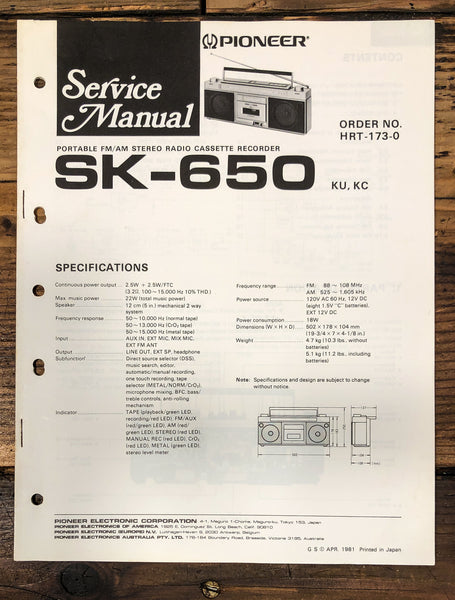 PIONEER
Service
Manual
ORDER NO.
HRT-173-0
PORTABLE FM/AM STEREO RADIO CASSETTE RECORDER
SK-650 KU, KC
SPECIFICATIONS
Continuous power output .. 2.5W + 2.5W/FTC
(3.2Ω, 100 ~ 15,000 Hz 10% THD.)
Max. music power 22W (total music power)
Speaker 12 cm (5 in.) mechanical 2 way
system
Frequency response 50 ~ 10,000 Hz (normal tape)
50 ~ 13,000 Hz (CrO₂ tape)
50 ~ 15,000 Hz (metal tape)
Input AUX IN, EXT MIC, MIX MIC,
EXT FM ANT
Output LINE OUT, EXT SP, headphone
Subfunction Direct source selector (DSS),
music search, editor,
automatic/manual recording,
one touch recording, tape
selector (METAL/NORM/CrO₂),
microphone mixing, BFC, bass/
treble controls, anti-rolling
mechanism
Indicator TAPE (playback/green LED,
recording/red LED), FM/AUX
(red/green LED), AM (red/
green LED), STEREO (red LED),
MANUAL REC (red LED), CrO₂
(red LED), METAL (green LED),
stereo level meter
Frequency range FM: 88 ~ 108 MHz
AM: 525 ~ 1,605 kHz
Power source 120V AC 60 Hz, 12V DC
(eight 1.5V "C" batteries),
EXT 12V DC
Power consumption 18W
Dimensions (W × H × D) 502 × 178 × 104 mm
(19-3/4 × 7 × 4-1/8 in.)
Weight 4.7 kg (10.3 lbs., without
batteries)
5.1 kg (11.2 lbs., including
batteries)
Note: Specifications and design are subject to change
without notice.
PIONEER ELECTRONIC CORPORATION 4-1, Meguro 1-Chome, Meguro-ku, Tokyo 153, Japan
PIONEER ELECTRONICS OF AMERICA 1925 E. Dominguez St., Long Beach, Calif. 90810
PIONEER ELECTRONIC (EUROPE) N.V. Luithagen-Haven 9, 2030 Antwerp, Belgium
PIONEER ELECTRONICS AUSTRALIA PTY. LTD. 178-184 Boundary Road, Braeside, Victoria 3195, Australia
G S © APR. 1981 Printed in Japan